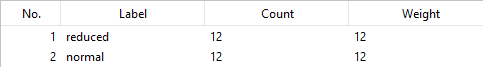 No. Label Count Weight
1 reduced 12 12
2 normal 12 12